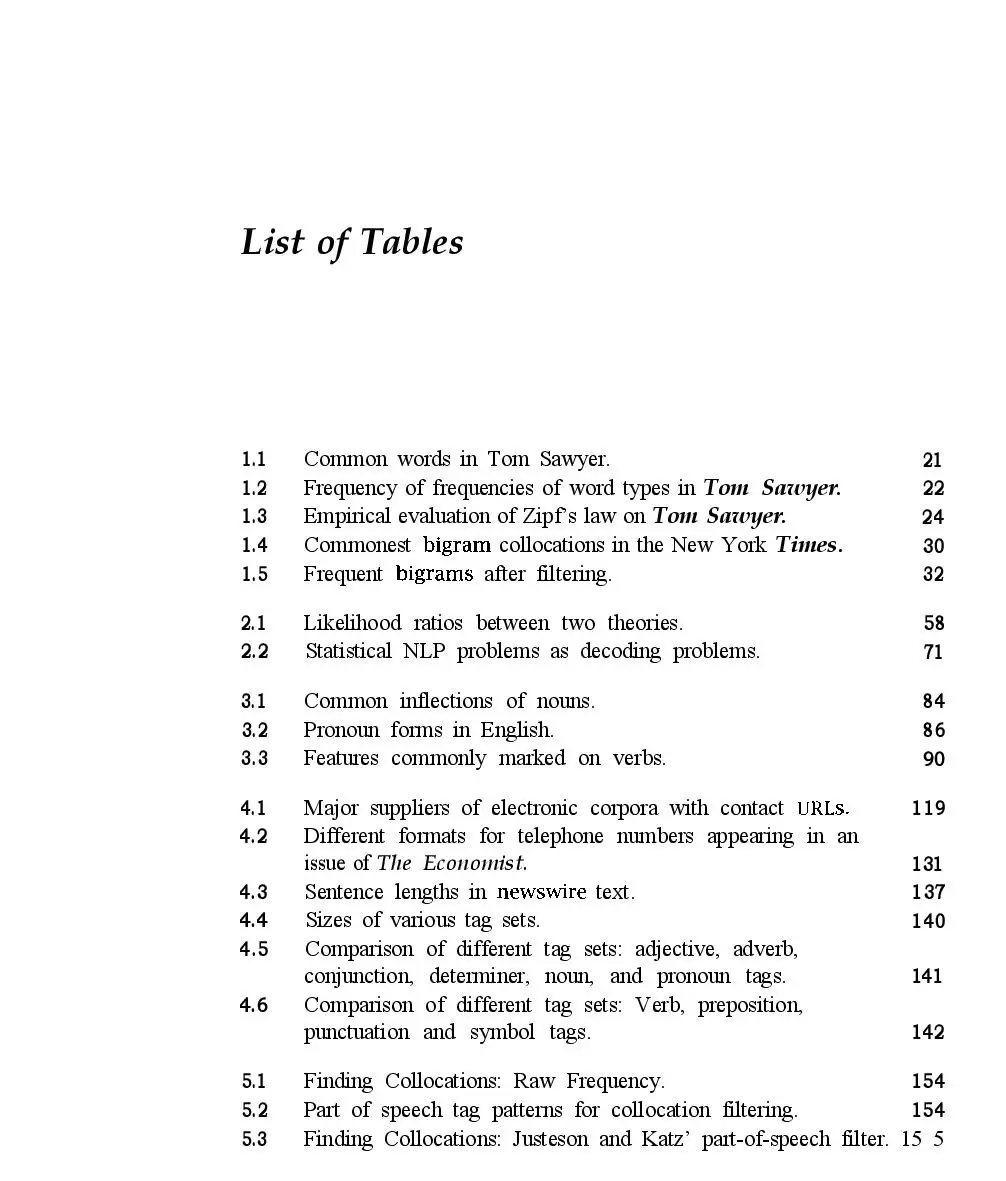 List of Tables
1.1 Common words in Tom Sawyer. 21
1.2 Frequency of frequencies of word types in Tom Sawyer. 22
1.3 Empirical evaluation of Zipf's law on Tom Sawyer. 24
1.4 Commonest bigram collocations in the New York Times. 30
1.5 Frequent bigrams after filtering. 32
2.1 Likelihood ratios between two theories. 58
2.2 Statistical NLP problems as decoding problems. 71
3.1 Common inflections of nouns. 84
3.2 Pronoun forms in English. 86
3.3 Features commonly marked on verbs. 90
4.1 Major suppliers of electronic corpora with contact URLs. 119
4.2 Different formats for telephone numbers appearing in an
issue of The Economist. 131
4.3 Sentence lengths in newswire text. 137
4.4 Sizes of various tag sets. 140
4.5 Comparison of different tag sets: adjective, adverb,
conjunction, determiner, noun, and pronoun tags. 141
4.6 Comparison of different tag sets: Verb, preposition,
punctuation and symbol tags. 142
5.1 Finding Collocations: Raw Frequency. 154
5.2 Part of speech tag patterns for collocation filtering. 154
5.3 Finding Collocations: Justeson and Katz' part-of-speech filter. 15 5